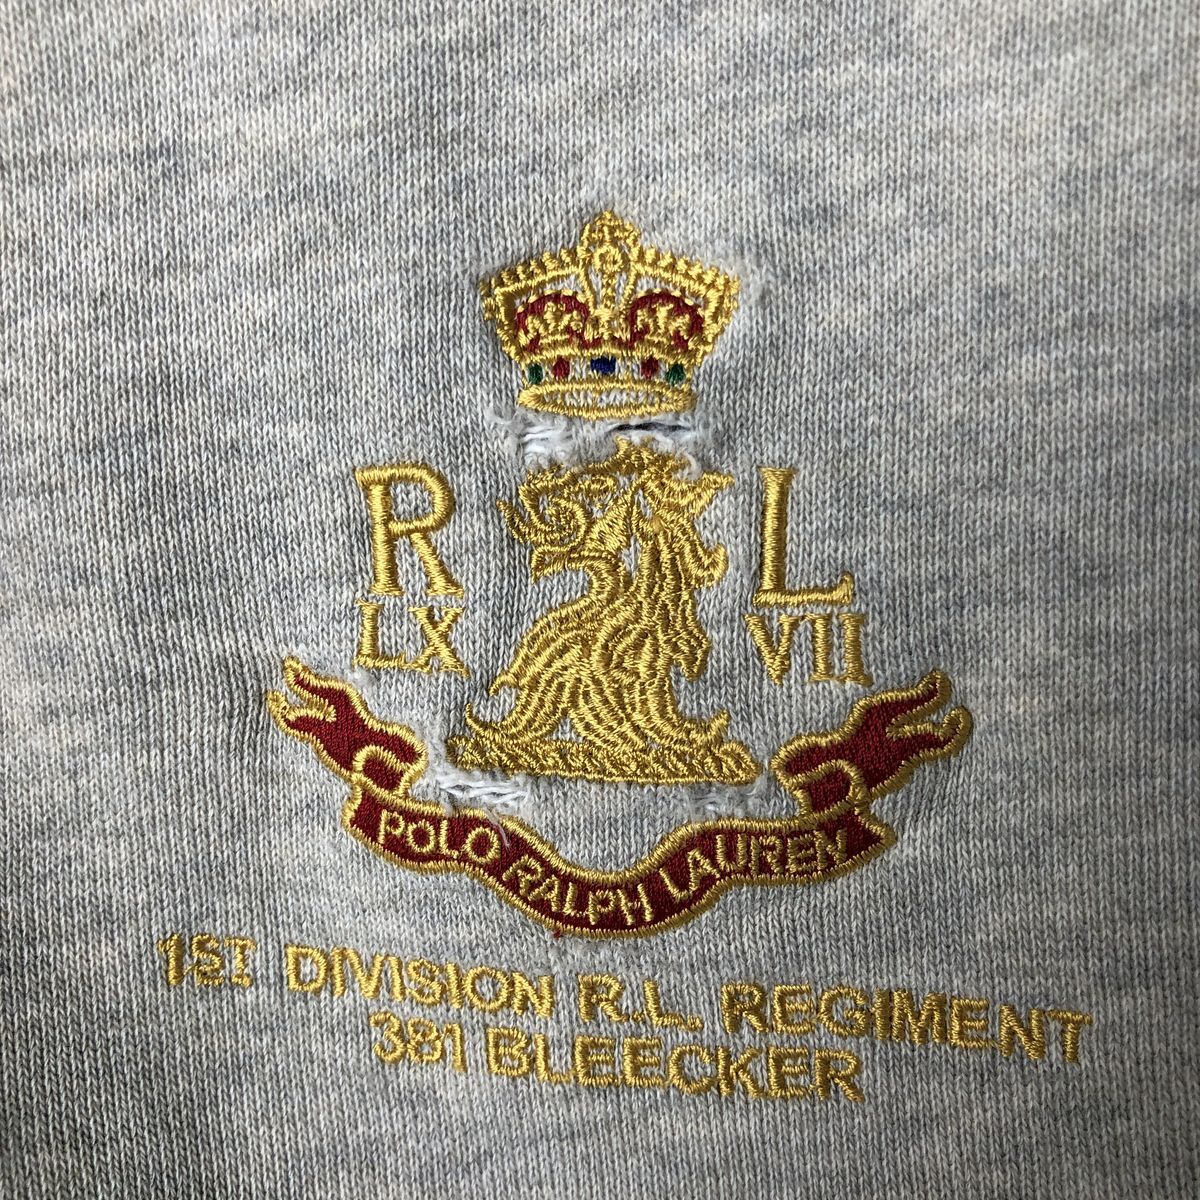 R L
LX VII
POLO RALPH LAUREN
1ST DIVISION R.L. REGIMENT
381 BLEECKER